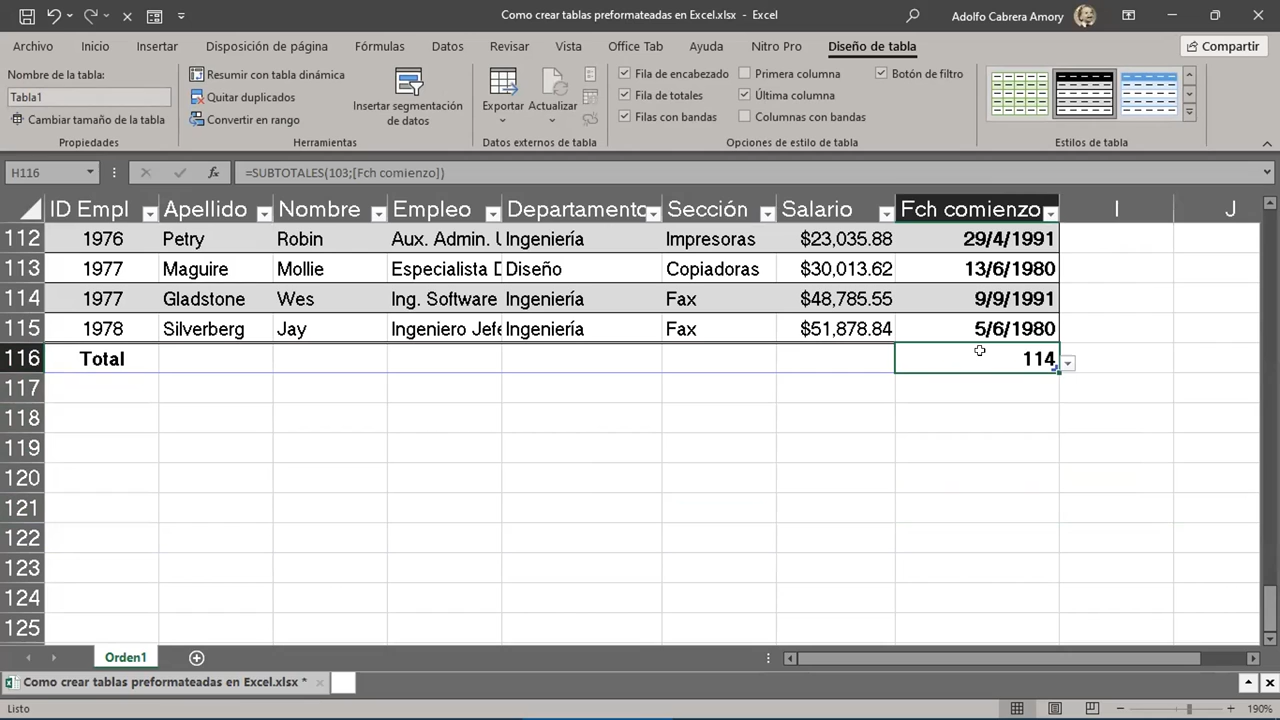 Como crear tablas preformateadas en Excel.xlsx - Excel
Adolfo Cabrera Amory
Archivo Inicio Insertar Disposición de página Fórmulas Datos Revisar Vista Office Tab Ayuda Nitro Pro Diseño de tabla Compartir
Nombre de la tabla:
Tabla1
Cambiar tamaño de la tabla
Propiedades
Resumir con tabla dinámica
Quitar duplicados
Convertir en rango
Insertar segmentación
de datos
Herramientas
Exportar Actualizar
Datos externos de tabla
Fila de encabezado Primera columna Botón de filtro
Fila de totales Última columna
Filas con bandas Columnas con bandas
Opciones de estilo de tabla
Estilos de tabla
H116 fx =SUBTOTALES(103;[Fch comienzo])
ID Empl Apellido Nombre Empleo Departamento Sección Salario Fch comienzo I J
112 1976 Petry Robin Aux. Admin. Ingeniería Impresoras $23,035.88 29/4/1991
113 1977 Maguire Mollie Especialista Diseño Copiadoras $30,013.62 13/6/1980
114 1977 Gladstone Wes Ing. Software Ingeniería Fax $48,785.55 9/9/1991
115 1978 Silverberg Jay Ingeniero Jefe Ingeniería Fax $51,878.84 5/6/1980
116 Total 114
117
118
119
120
121
122
123
124
125
Orden1
Como crear tablas preformateadas en Excel.xlsx *
Listo
190%